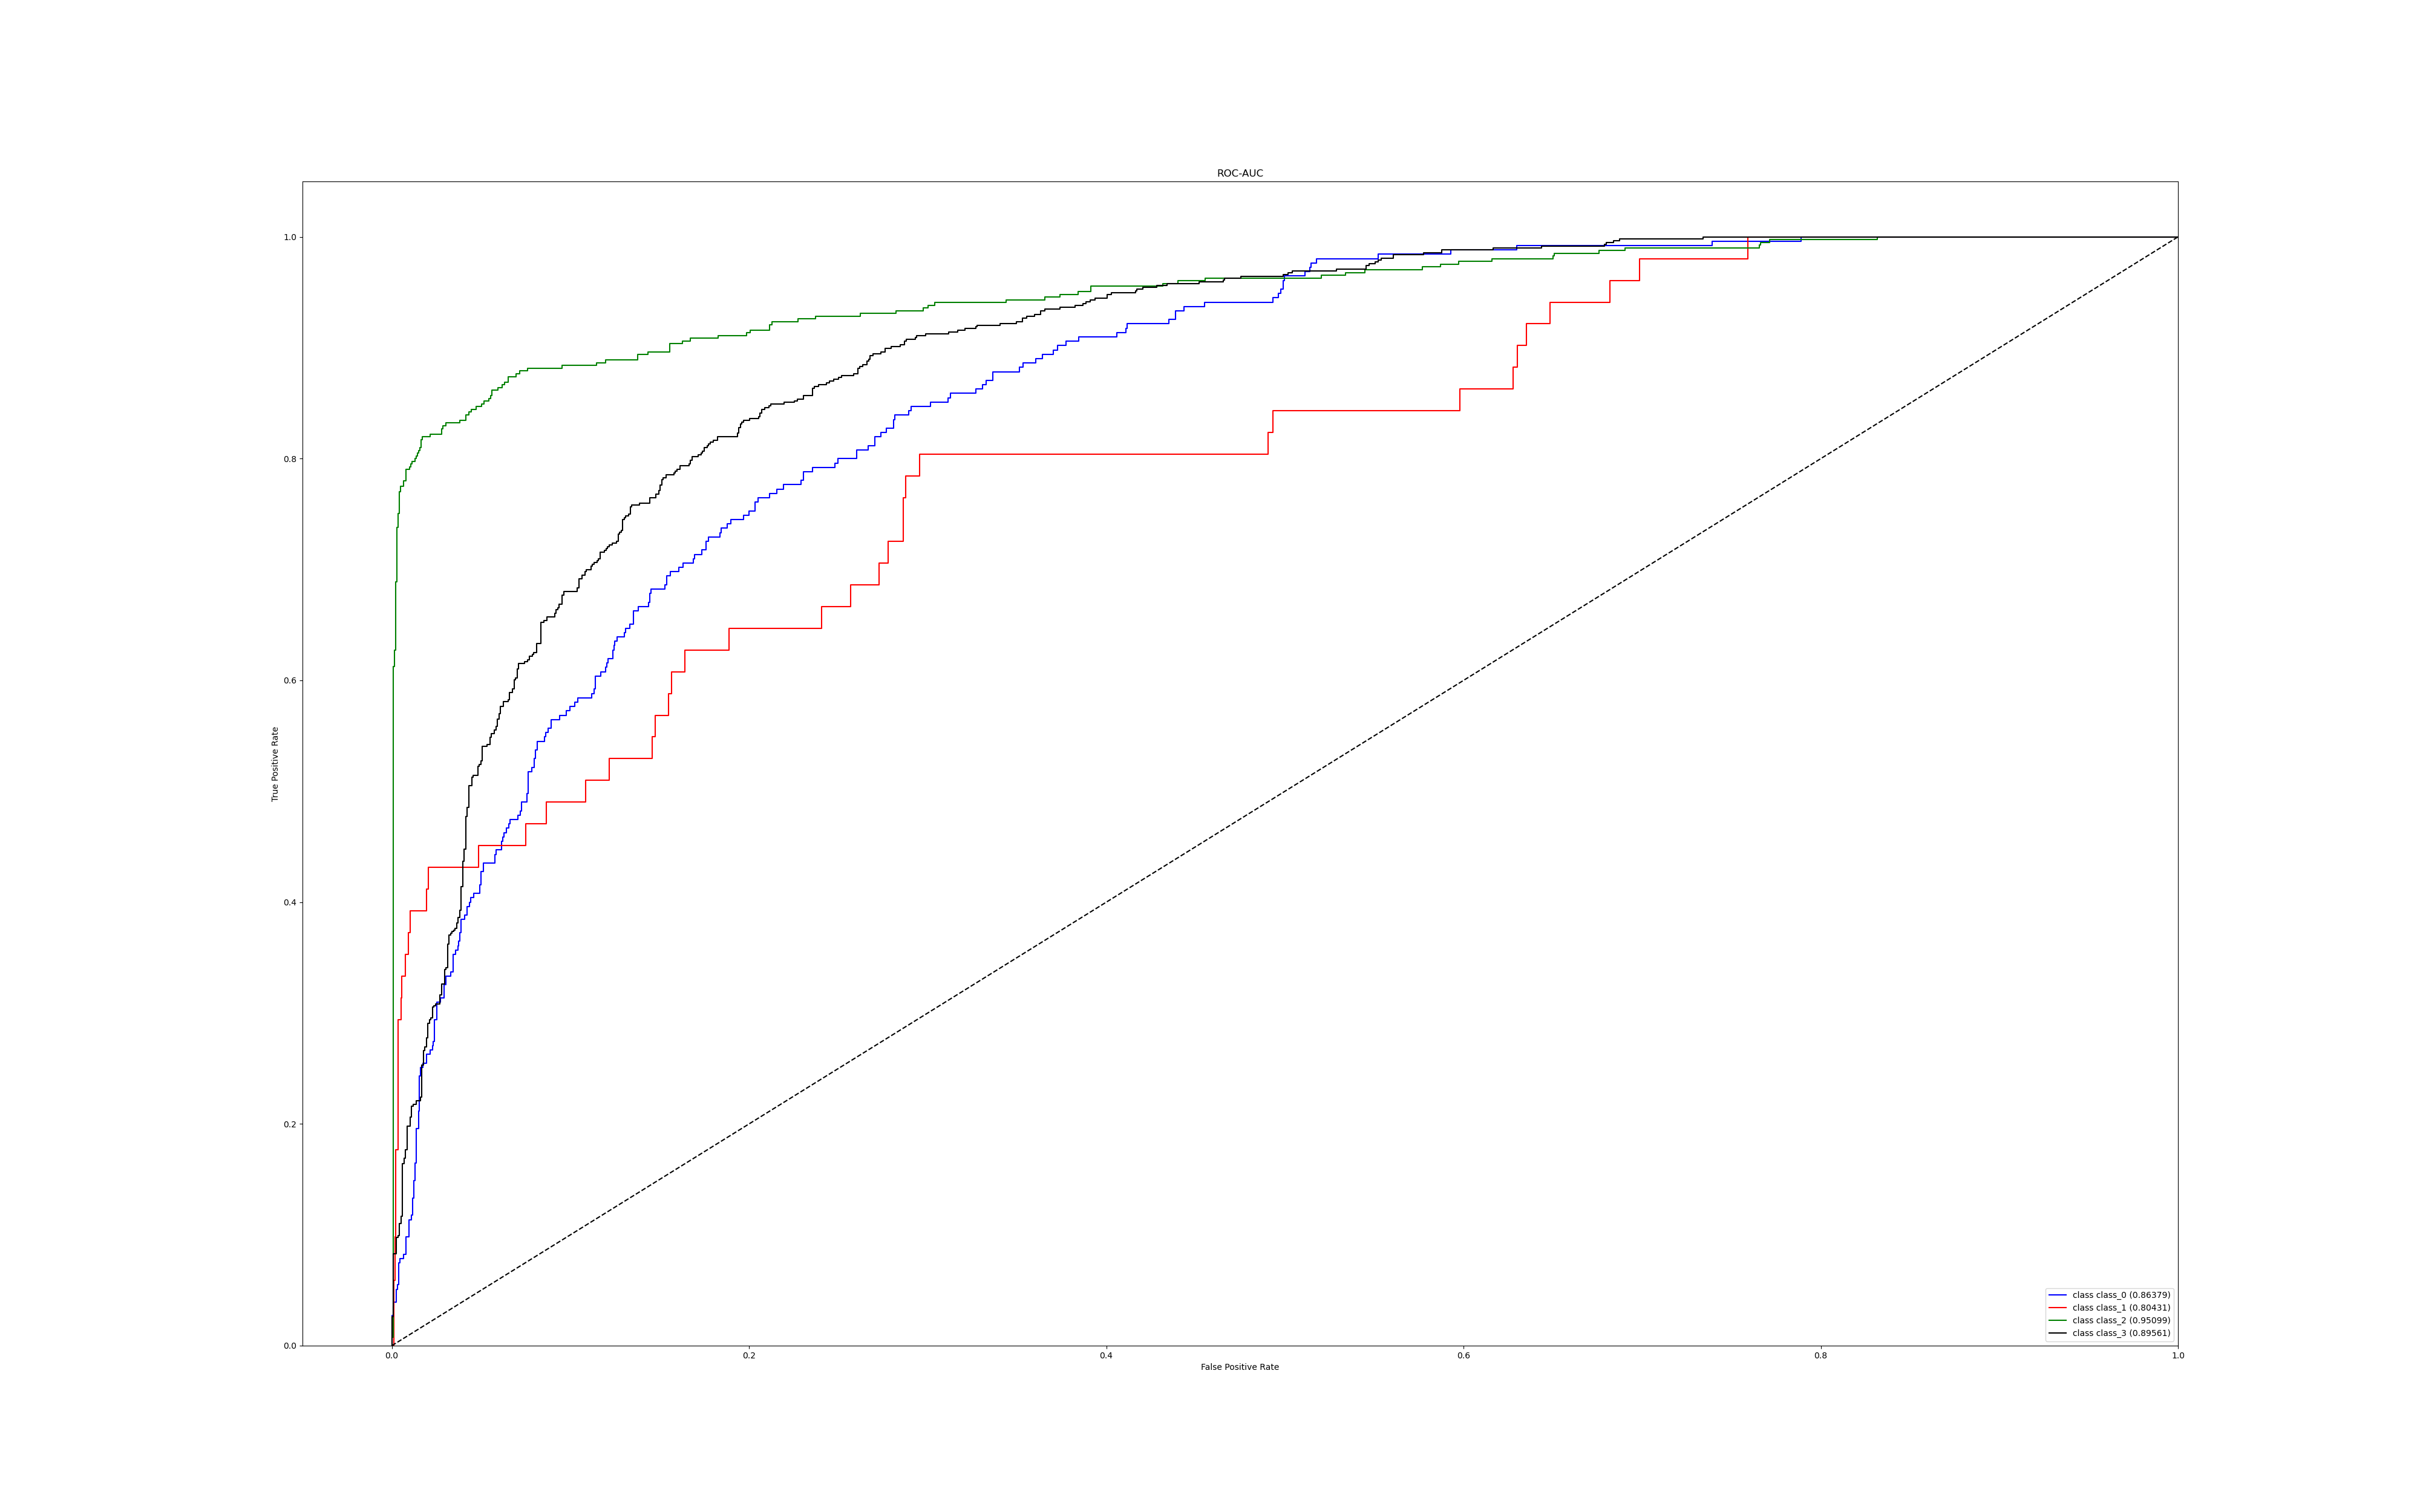 ROC-AUC
1.0
0.8
0.6
0.4
0.2
0.0
True Positive Rate
0.0 0.2 0.4 0.6 0.8 1.0
False Positive Rate
class class_0 (0.86379)
class class_1 (0.80431)
class class_2 (0.95099)
class class_3 (0.89561)